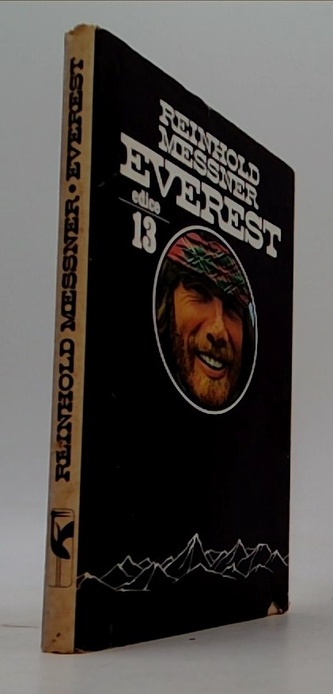 REINHOLD MESSNER • EVEREST
REINHOLD
MESSNER
EVEREST
edice
13